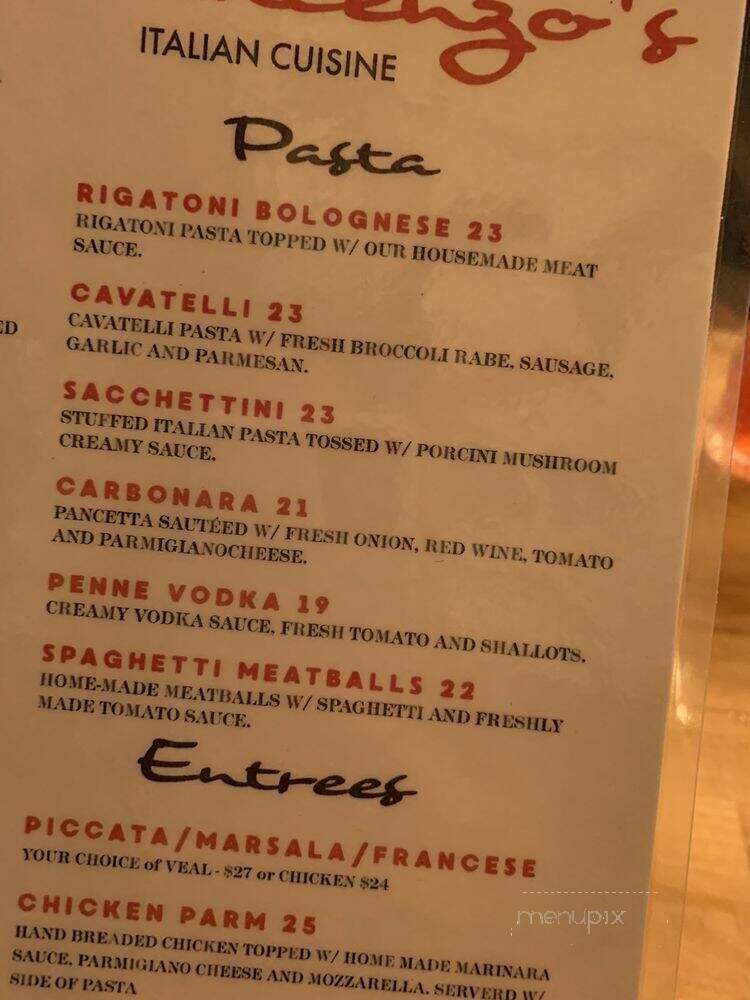 ITALIAN CUISINE
Pasta
RIGATONI BOLOGNESE 23
RIGATONI PASTA TOPPED W/ OUR HOUSEMADE MEAT
SAUCE.
CAVATELLI 23
CAVATELLI PASTA W/ FRESH BROCCOLI RABE, SAUSAGE,
GARLIC AND PARMESAN.
SACCHETTINI 23
STUFFED ITALIAN PASTA TOSSED W/ PORCINI MUSHROOM
CREAMY SAUCE.
CARBONARA 21
PANCETTA SAUTÉED W/ FRESH ONION, RED WINE, TOMATO
AND PARMIGIANOCHEESE.
PENNE VODKA 19
CREAMY VODKA SAUCE, FRESH TOMATO AND SHALLOTS.
SPAGHETTI MEATBALLS 22
HOME-MADE MEATBALLS W/ SPAGHETTI AND FRESHLY
MADE TOMATO SAUCE.
Entrees
PICCATA/MARSALA/FRANCESE
YOUR CHOICE of VEAL - $27 or CHICKEN $24
CHICKEN PARM 25
HAND BREADED CHICKEN TOPPED W/ HOME MADE MARINARA
SAUCE, PARMIGIANO CHEESE AND MOZZARELLA. SERVERD W/
SIDE OF PASTA
menupix